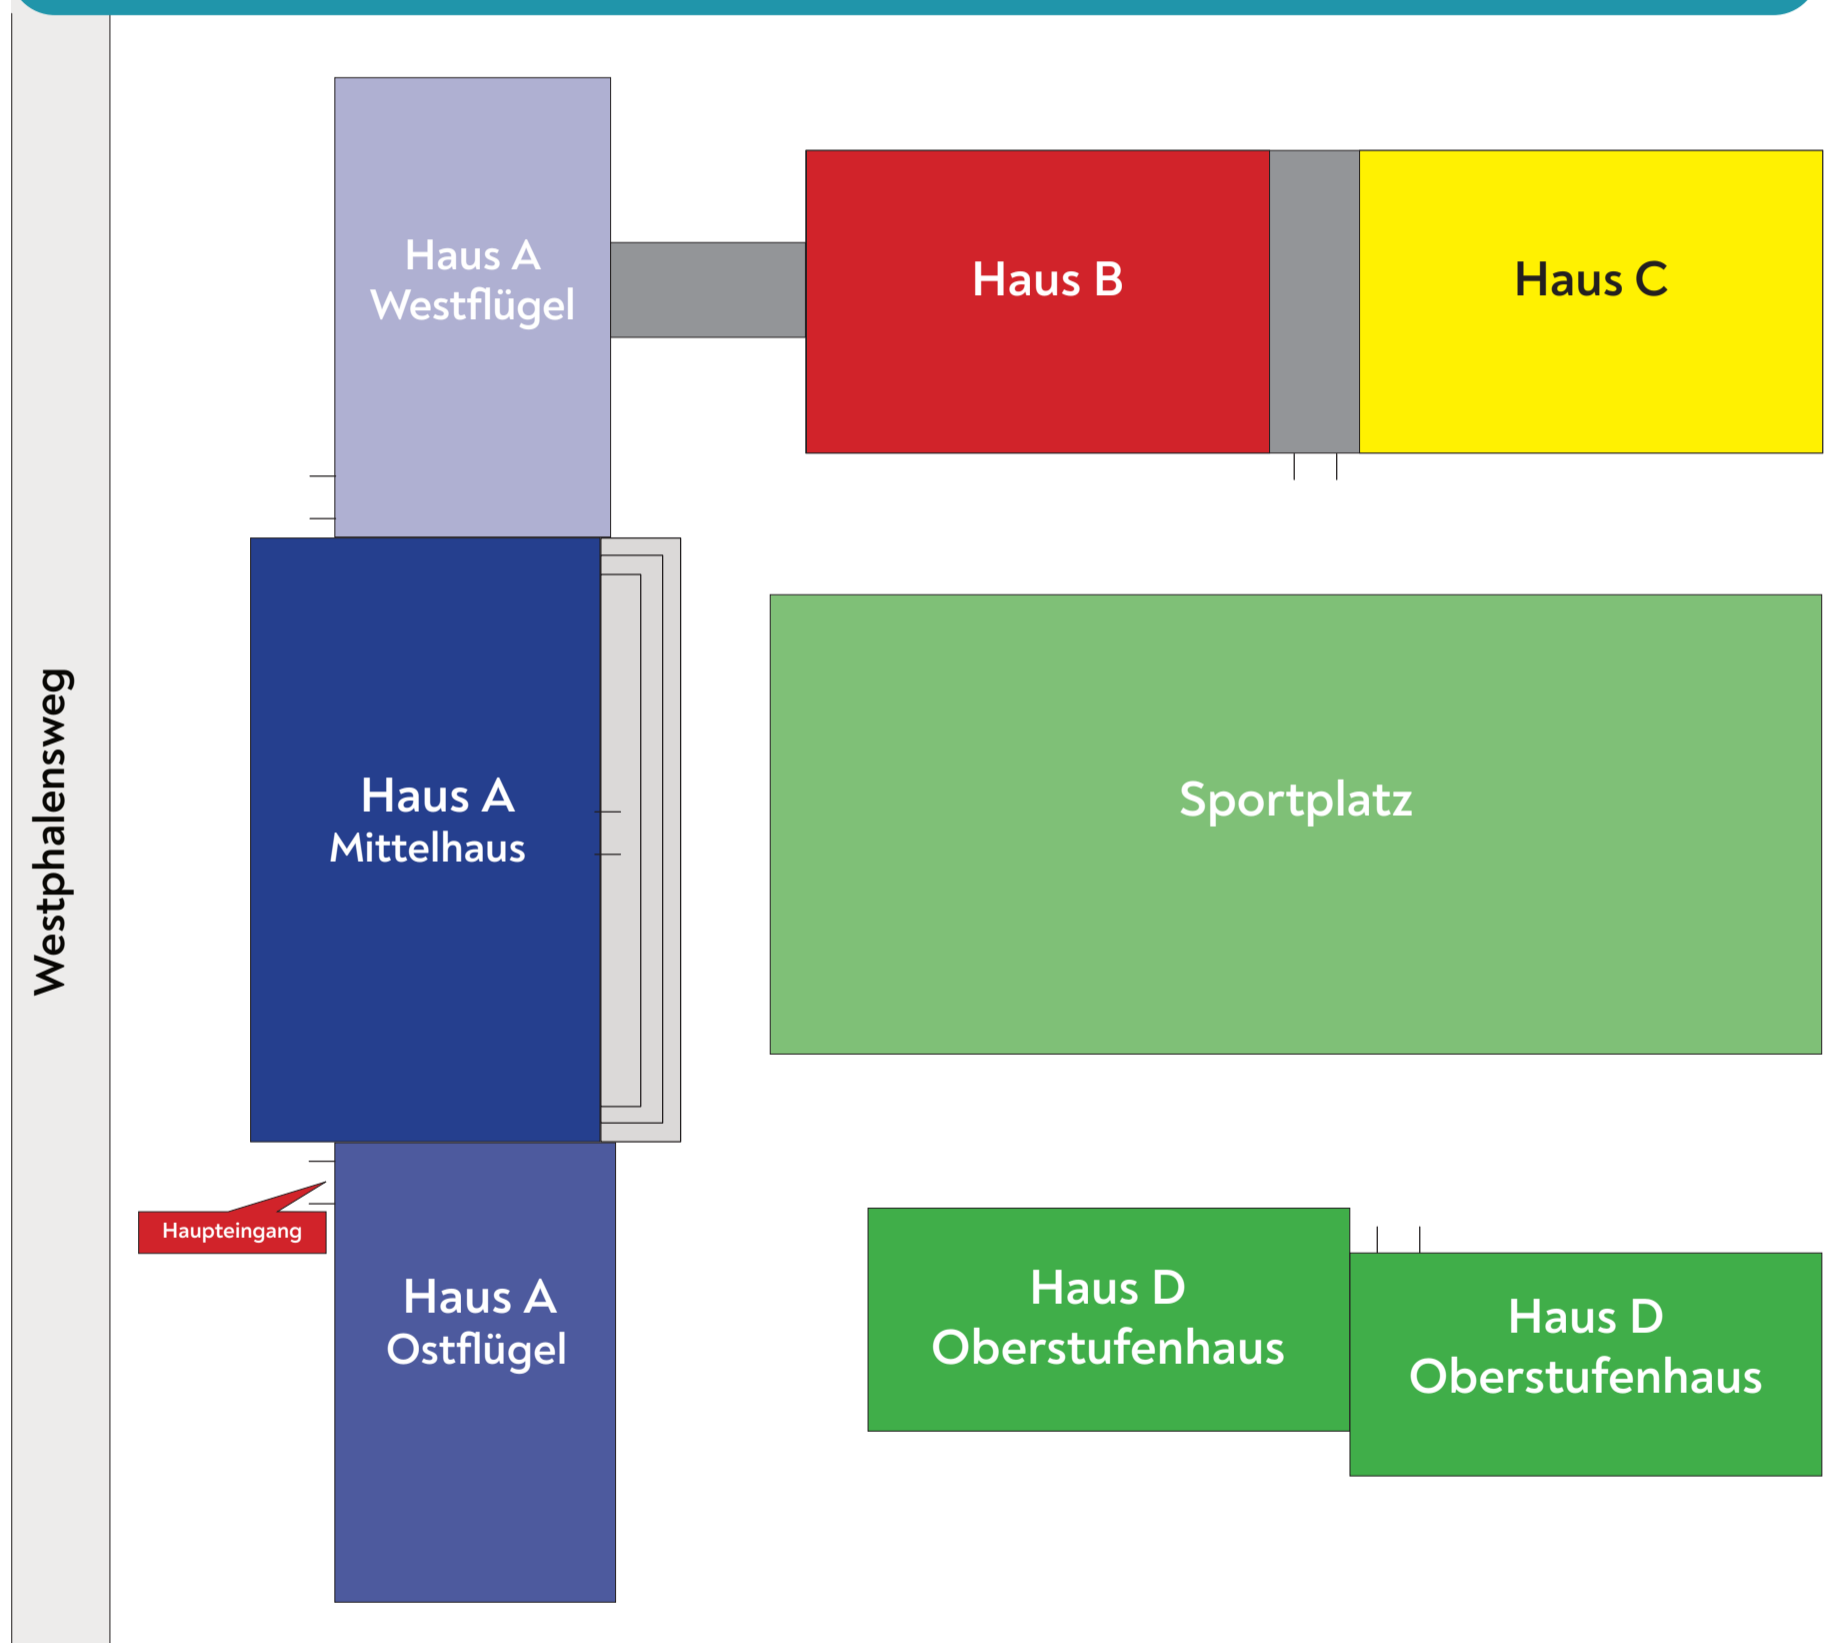 Haus A
Westflügel
Haus B
Haus C
Westphalensweg
Haus A
Mittelhaus
Sportplatz
Haupteingang
Haus A
Ostflügel
Haus D
Oberstufenhaus
Haus D
Oberstufenhaus